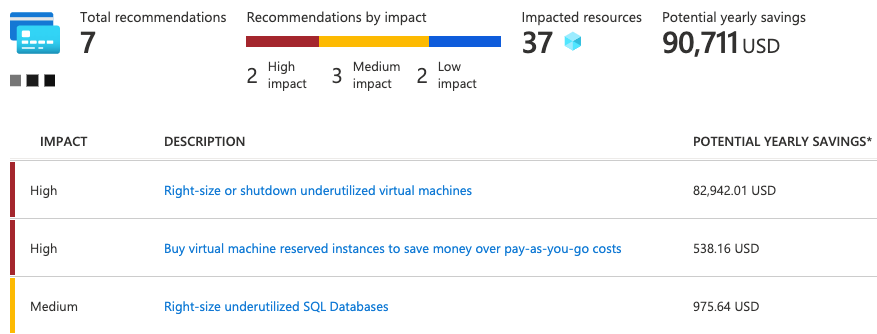 Total recommendations
7
Recommendations by impact
2 High impact
3 Medium impact
2 Low impact
Impacted resources
37
Potential yearly savings
90,711 USD
IMPACT DESCRIPTION POTENTIAL YEARLY SAVINGS*
High Right-size or shutdown underutilized virtual machines 82,942.01 USD
High Buy virtual machine reserved instances to save money over pay-as-you-go costs 538.16 USD
Medium Right-size underutilized SQL Databases 975.64 USD